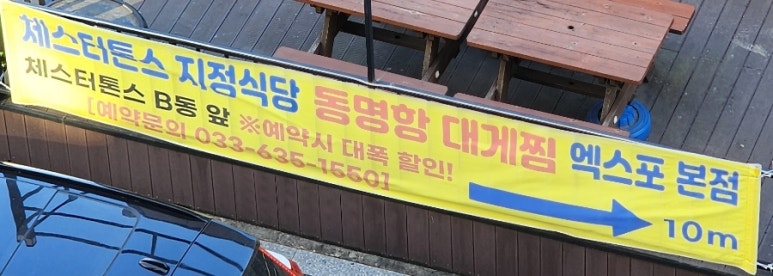 체스터톤스 지정식당 동명항 대게찜 엑스포 본점
체스터톤스 B동 앞 ※예약시 대폭 할인!
[예약문의 033-635-1550]
10m